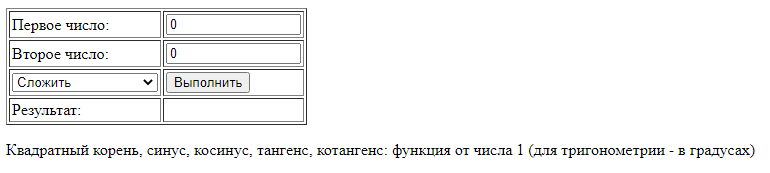 Первое число: 0
Второе число: 0
Сложить Выполнить
Результат:
Квадратный корень, синус, косинус, тангенс, котангенс: функция от числа 1 (для тригонометрии - в градусах)